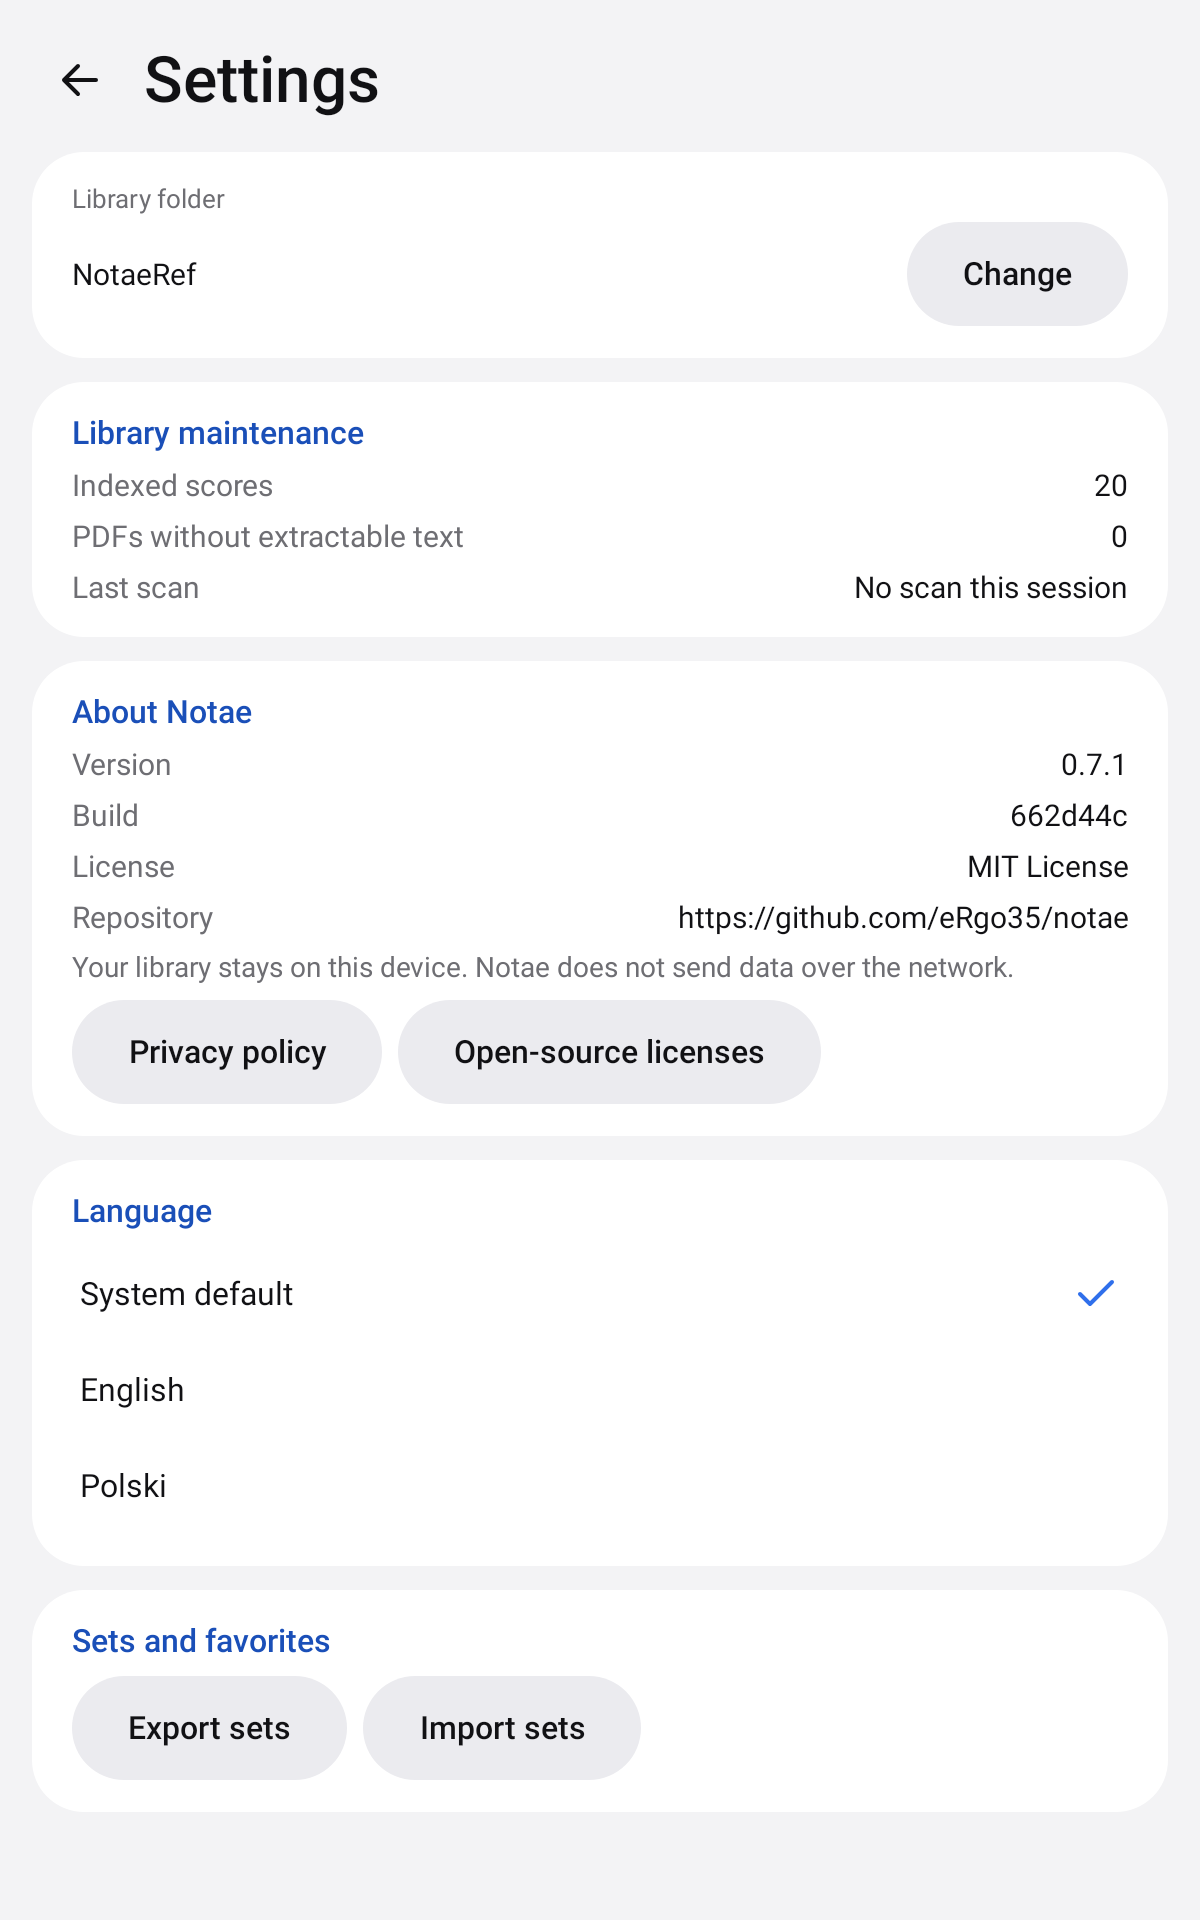 Settings
Library folder
NotaeRef
Change
Library maintenance
Indexed scores 20
PDFs without extractable text 0
Last scan No scan this session
About Notae
Version 0.7.1
Build 662d44c
License MIT License
Repository https://github.com/eRgo35/notae
Your library stays on this device. Notae does not send data over the network.
Privacy policy Open-source licenses
Language
System default
English
Polski
Sets and favorites
Export sets Import sets